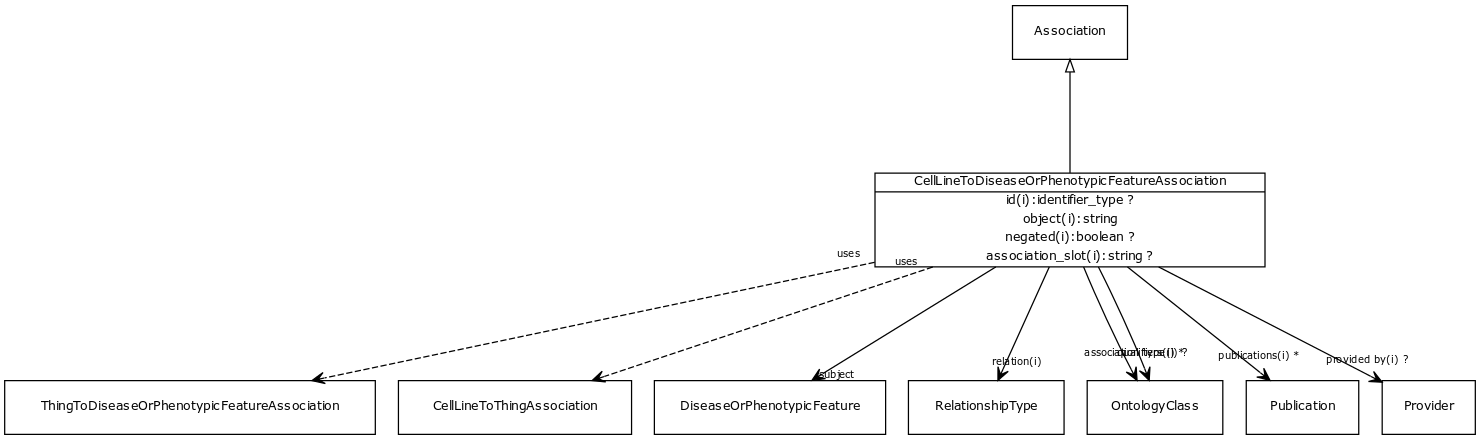 Association
CellLineToDiseaseOrPhenotypicFeatureAssociation
id(i):identifier_type ?
object(i):string
negated(i):boolean ?
association_slot(i):string ?
uses
uses
subject
relation(i)
association type(i) ?
qualifiers(i) *
publications(i) *
provided by(i) ?
ThingToDiseaseOrPhenotypicFeatureAssociation
CellLineToThingAssociation
DiseaseOrPhenotypicFeature
RelationshipType
OntologyClass
Publication
Provider